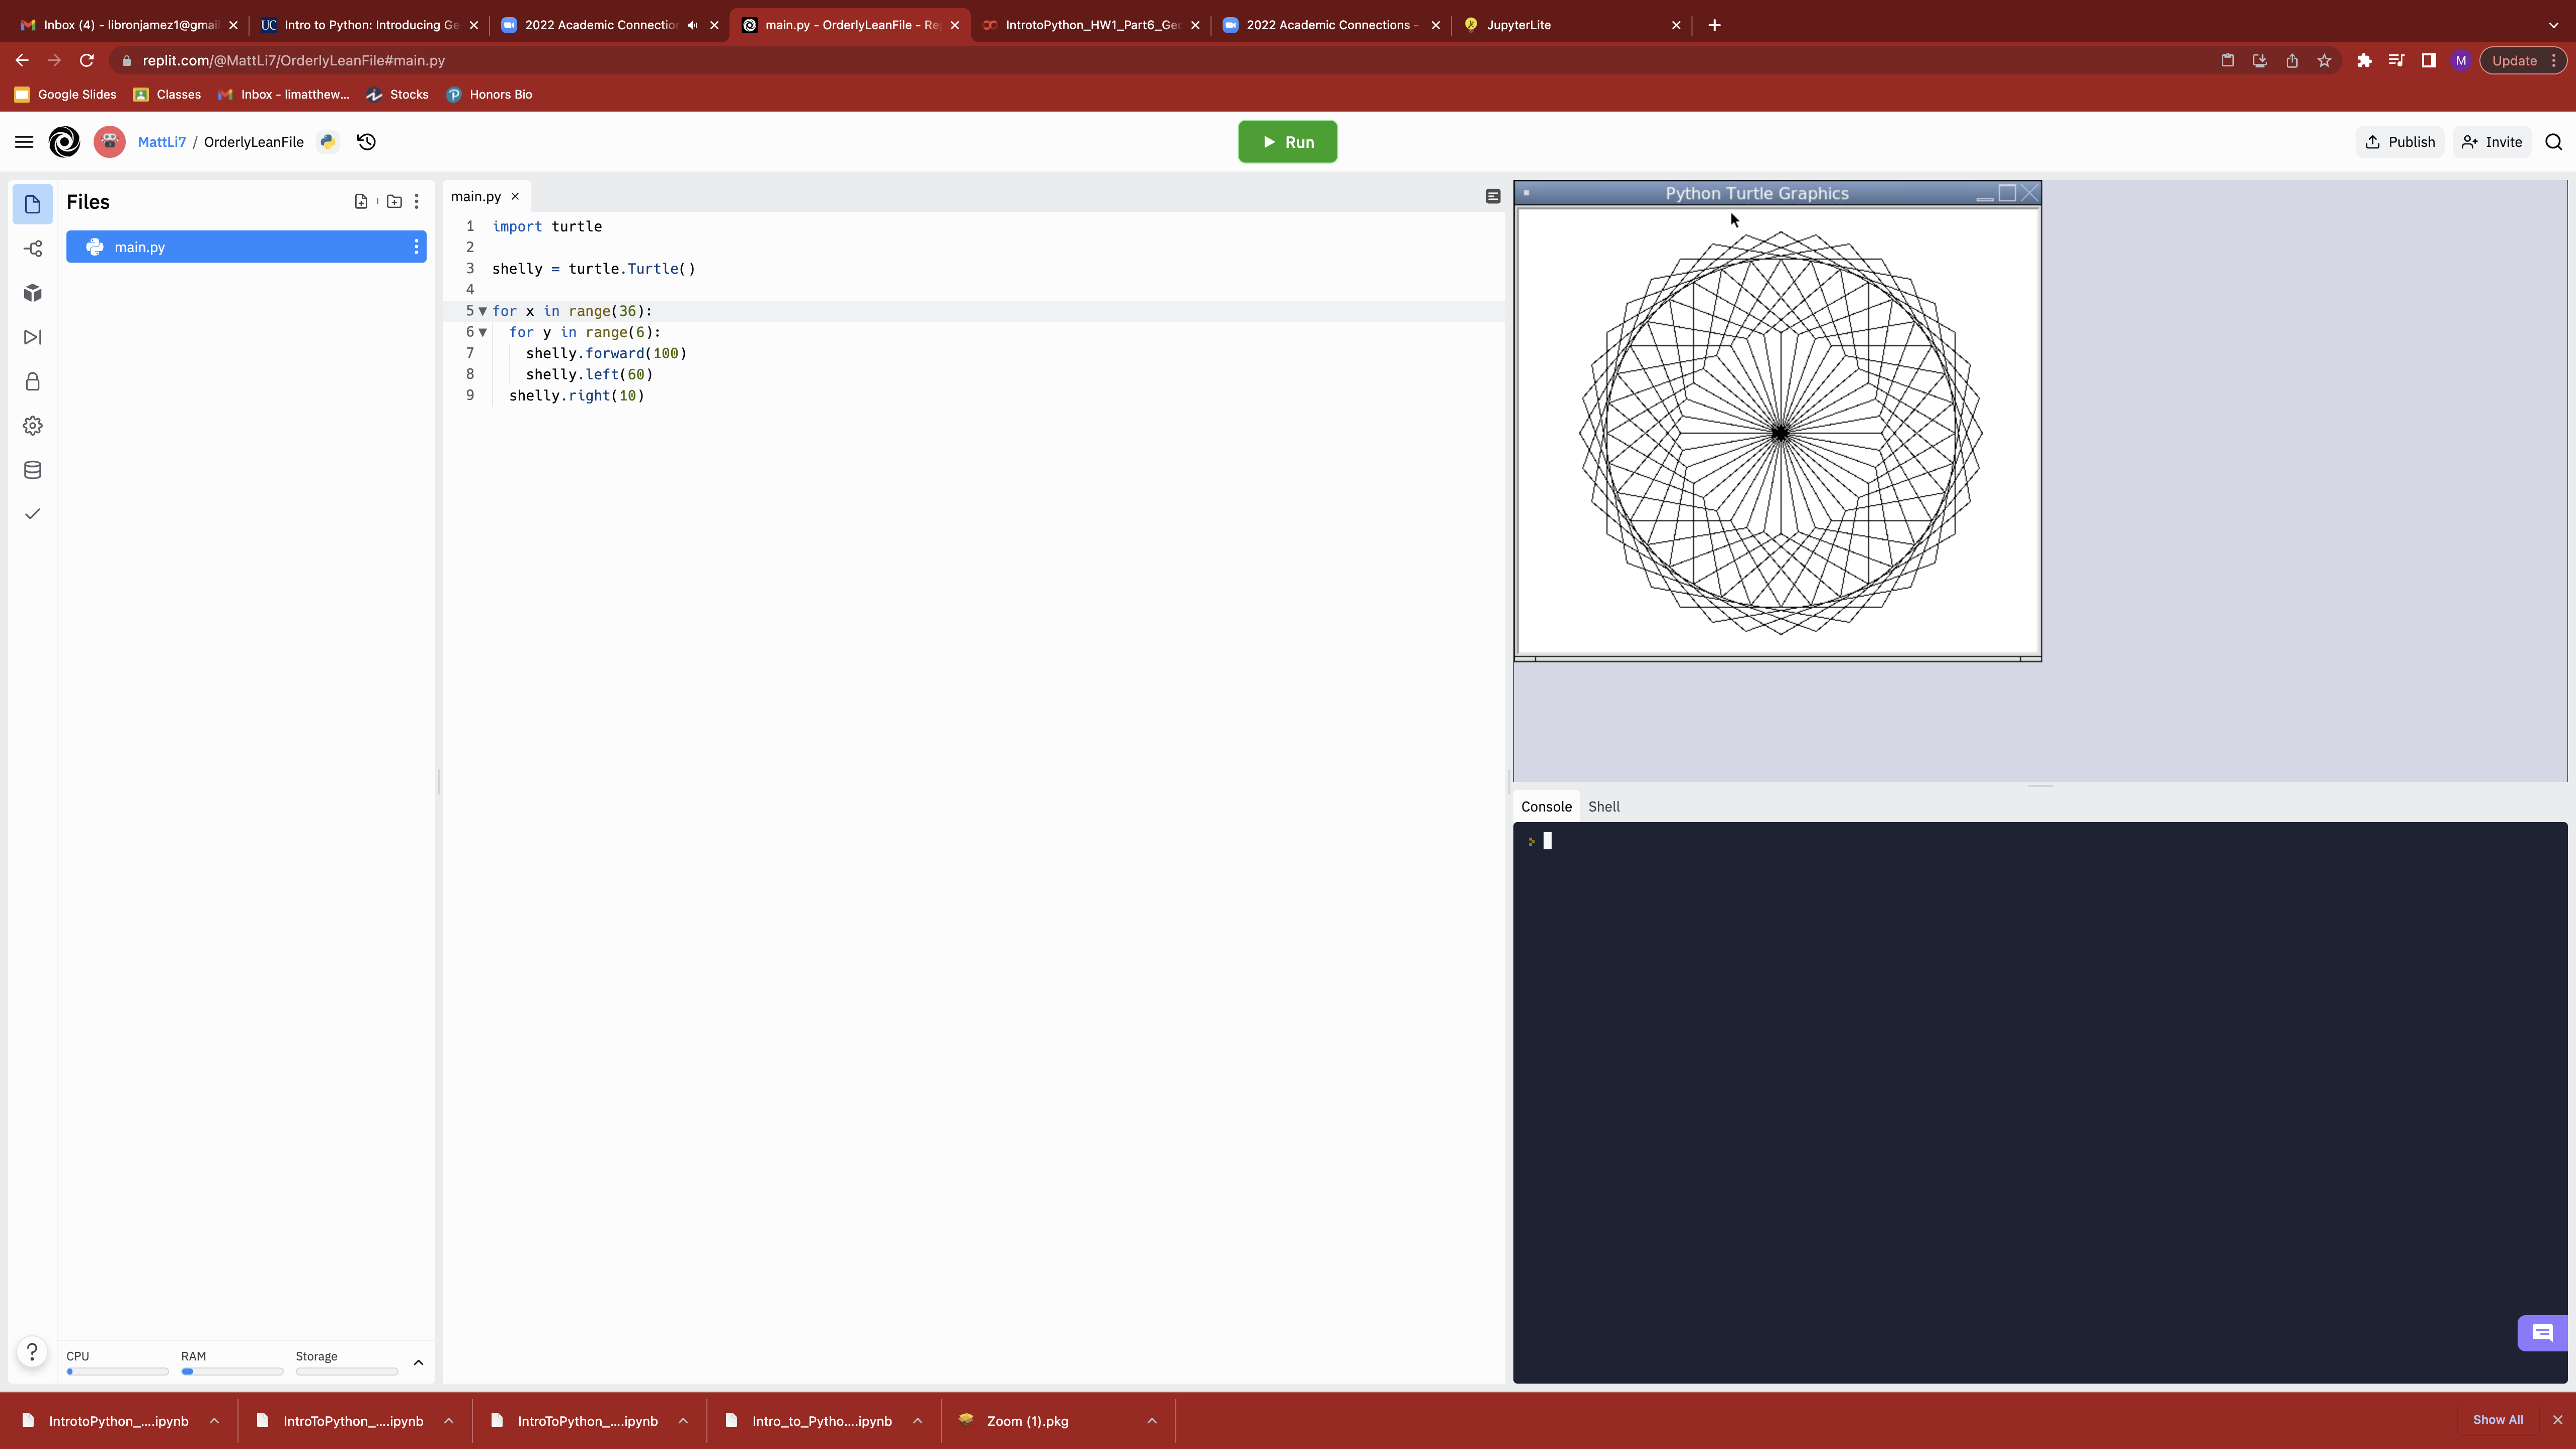 Inbox (4) - libronjamez1@gmai
Intro to Python: Introducing Ge
2022 Academic Connection
main.py - OrderlyLeanFile - Re
IntrotoPython_HW1_Part6_Geo
2022 Academic Connections -
JupyterLite
replit.com/@MattLi7/OrderlyLeanFile#main.py
M
Update
Google Slides
Classes
Inbox - limatthew...
Stocks
Honors Bio
MattLi7 / OrderlyLeanFile
Run
Publish
Invite
Files
main.py
main.py
1 import turtle
2
3 shelly = turtle.Turtle()
4
5 for x in range(36):
6 for y in range(6):
7 shelly.forward(100)
8 shelly.left(60)
9 shelly.right(10)
Python Turtle Graphics
Console
Shell
>
?
CPU
RAM
Storage
IntrotoPython_....ipynb
IntroToPython_....ipynb
IntroToPython_....ipynb
Intro_to_Pytho....ipynb
Zoom (1).pkg
Show All